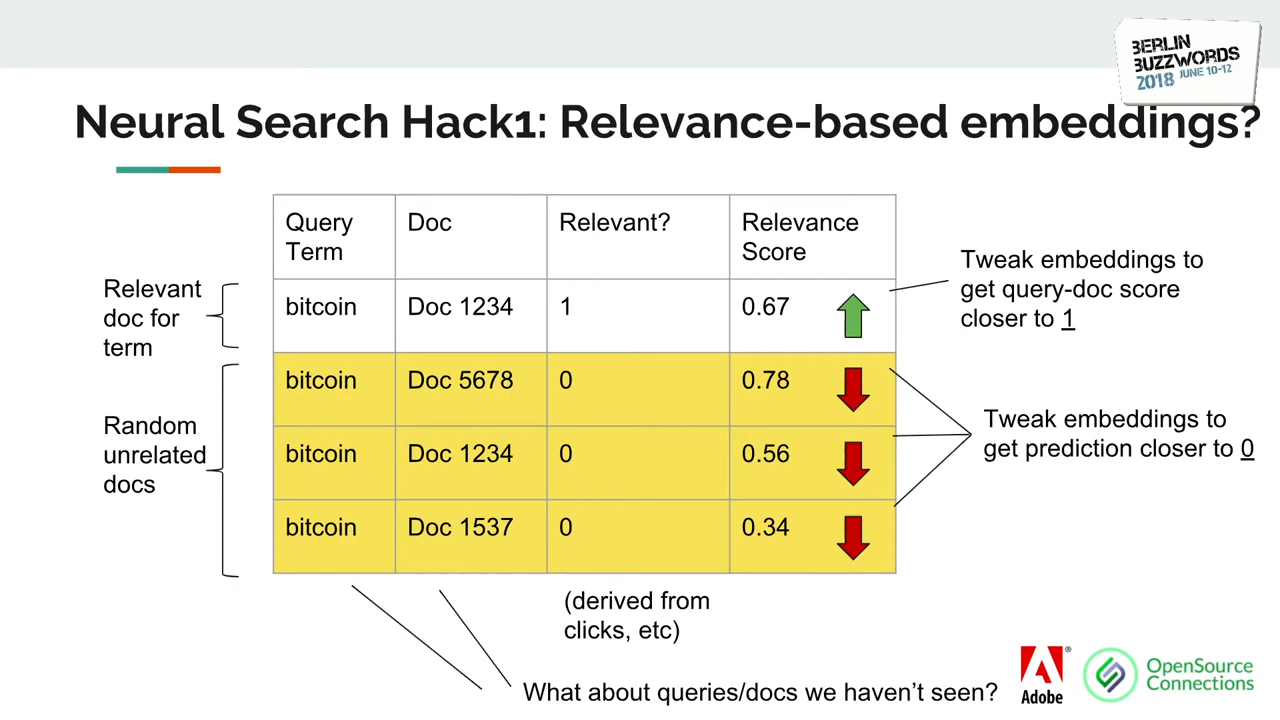 BERLIN
BUZZWORDS
2018 JUNE 10-12
Neural Search Hack1: Relevance-based embeddings?
Query
Term
Doc
Relevant?
Relevance
Score
Relevant
doc for
term
bitcoin
Doc 1234
1
0.67
Tweak embeddings to
get query-doc score
closer to 1
Random
unrelated
docs
bitcoin
Doc 5678
0
0.78
bitcoin
Doc 1234
0
0.56
bitcoin
Doc 1537
0
0.34
Tweak embeddings to
get prediction closer to 0
(derived from
clicks, etc)
What about queries/docs we haven't seen?
Adobe
®
OpenSource
Connections